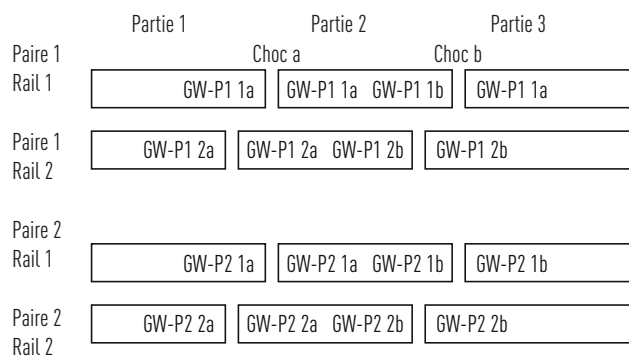 Partie 1 Partie 2 Partie 3
Paire 1 Choc a Choc b
Rail 1 GW-P1 1a GW-P1 1a GW-P1 1b GW-P1 1a
Paire 1
Rail 2 GW-P1 2a GW-P1 2a GW-P1 2b GW-P1 2b
Paire 2
Rail 1 GW-P2 1a GW-P2 1a GW-P2 1b GW-P2 1b
Paire 2
Rail 2 GW-P2 2a GW-P2 2a GW-P2 2b GW-P2 2b